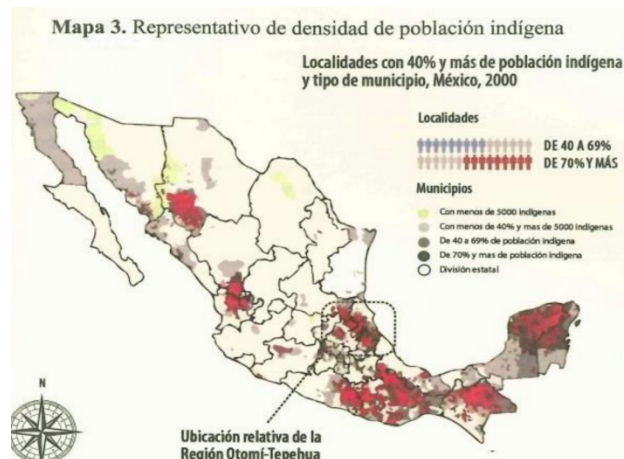 Mapa 3. Representativo de densidad de población indígena
Localidades con 40% y más de población indígena
y tipo de municipio, México, 2000
Localidades
DE 40 A 69%
DE 70% Y MÁS
Municipios
Con menos de 5000 indígenas
Con menos de 40% y mas de 5000 indígenas
De 40 a 69% de población indígena
De 70% y mas de población indígena
División estatal
N
Ubicación relativa de la
Región Otomí-Tepehua